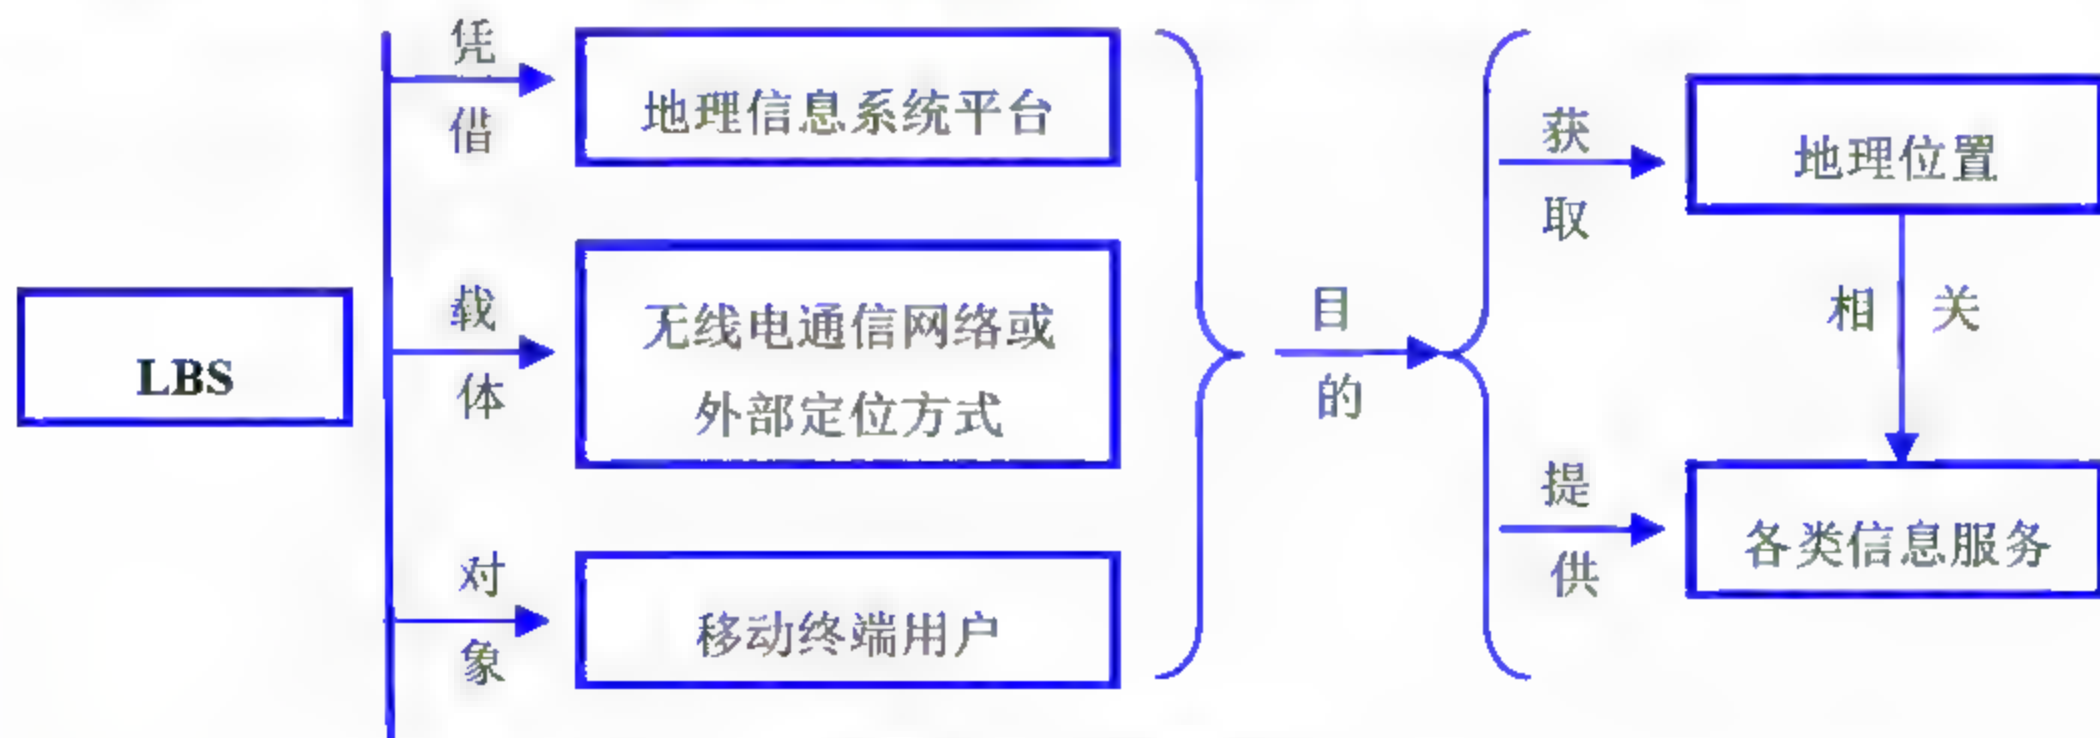 LBS
凭借
地理信息系统平台
载体
无线电通信网络或
外部定位方式
对象
移动终端用户
目的
获取
地理位置
相关
提供
各类信息服务